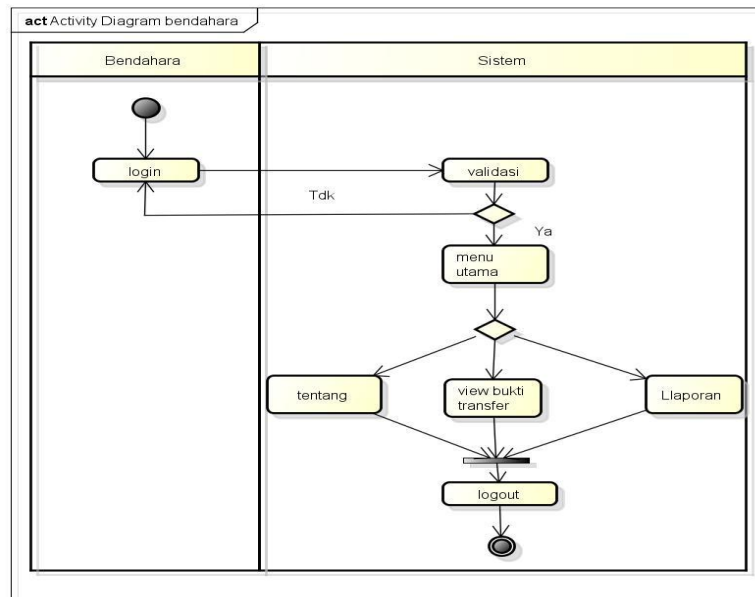 act Activity Diagram bendahara
Bendahara
Sistem
login
validasi
Tdk
Ya
menu
utama
tentang
view bukti
transfer
Llaporan
logout